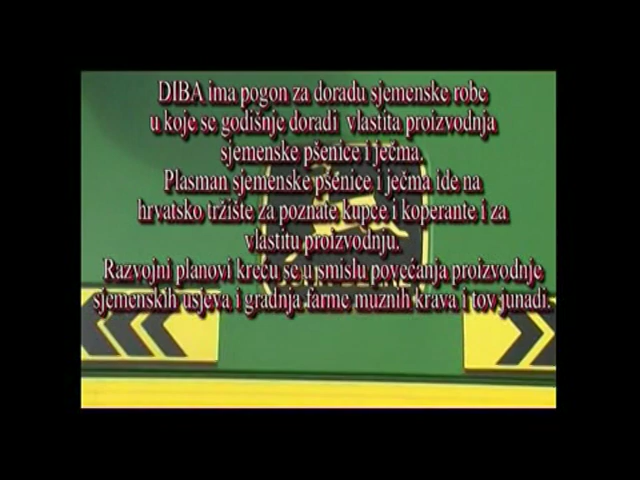 DIBA ima pogon za doradu sjemenske robe
u koje se godišnje doradi vlastita proizvodnja
sjemenske pšenice i ječma.
Plasman sjemenske pšenice i ječma ide na
hrvatsko tržište za poznate kupce i koperante i za
vlastitu proizvodnju.
Razvojni planovi kreću se u smislu povećanja proizvodnje
sjemenskih usjeva i gradnja farme muznih krava i tov junadi.